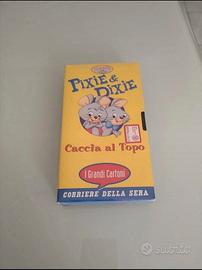 PIXIE &
DIXIE
Caccia al Topo
I Grandi Cartoni
CORRIERE DELLA SERA
subito